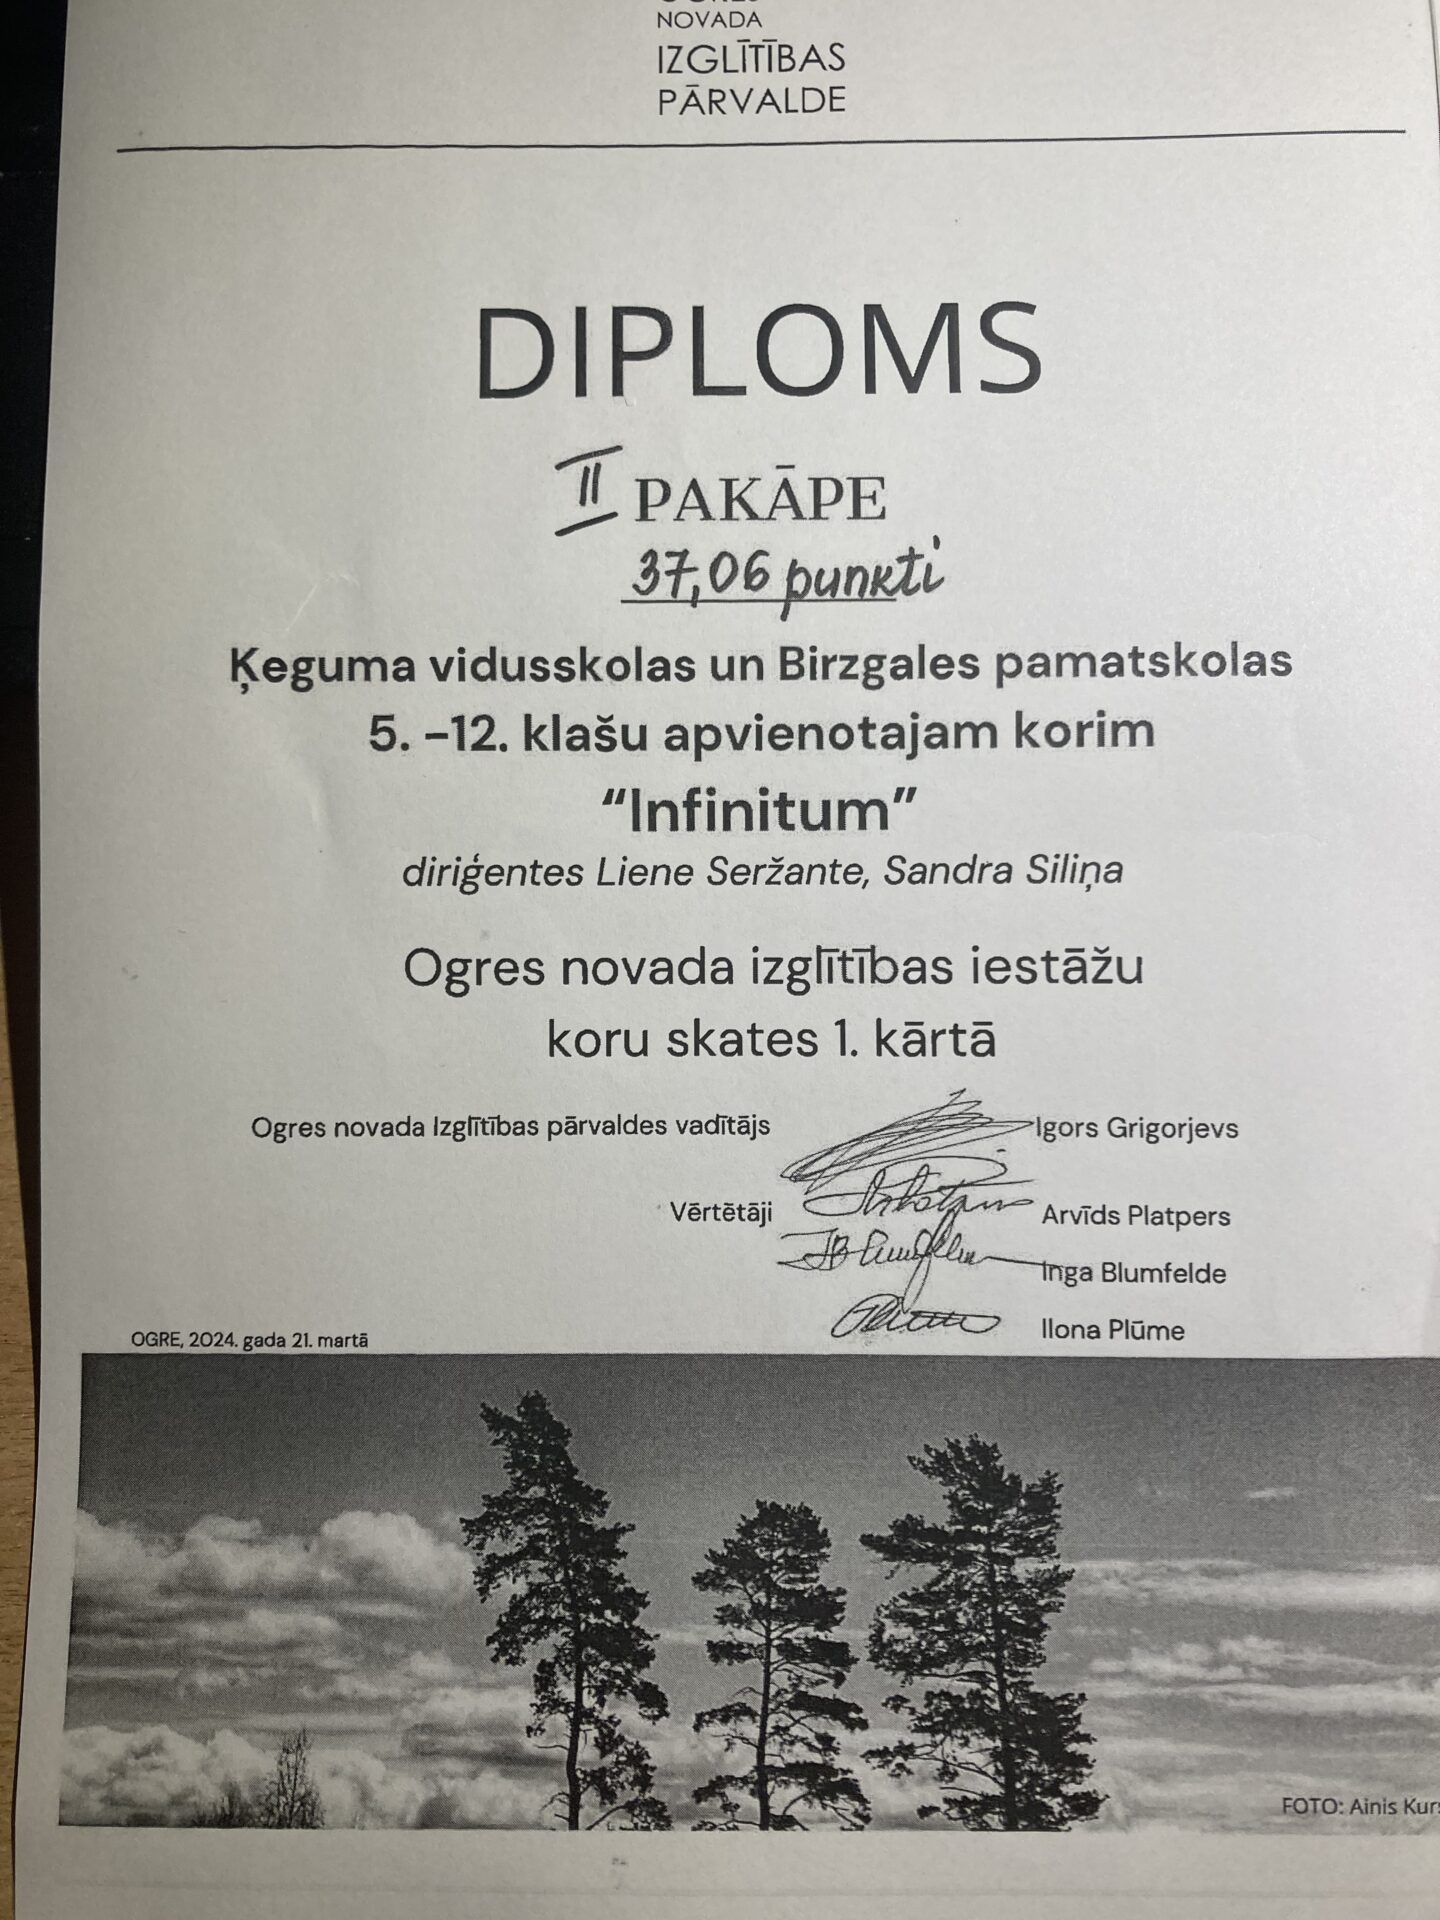 NOVADA
IZGLĪTĪBAS
PĀRVALDE
DIPLOMS
II PAKĀPE
37,06 punkti
Ķeguma vidusskolas un Birzgales pamatskolas
5. –12. klašu apvienotajam korim
“Infinitum”
diriģentes Liene Seržante, Sandra Siliņa
Ogres novada izglītības iestāžu
koru skates 1. kārtā
Ogres novada Izglītības pārvaldes vadītājs Igors Grigorjevs
Vērtētāji Arvīds Platpers
Inga Blumfelde
Ilona Plūme
OGRE, 2024. gada 21. martā
FOTO: Ainis